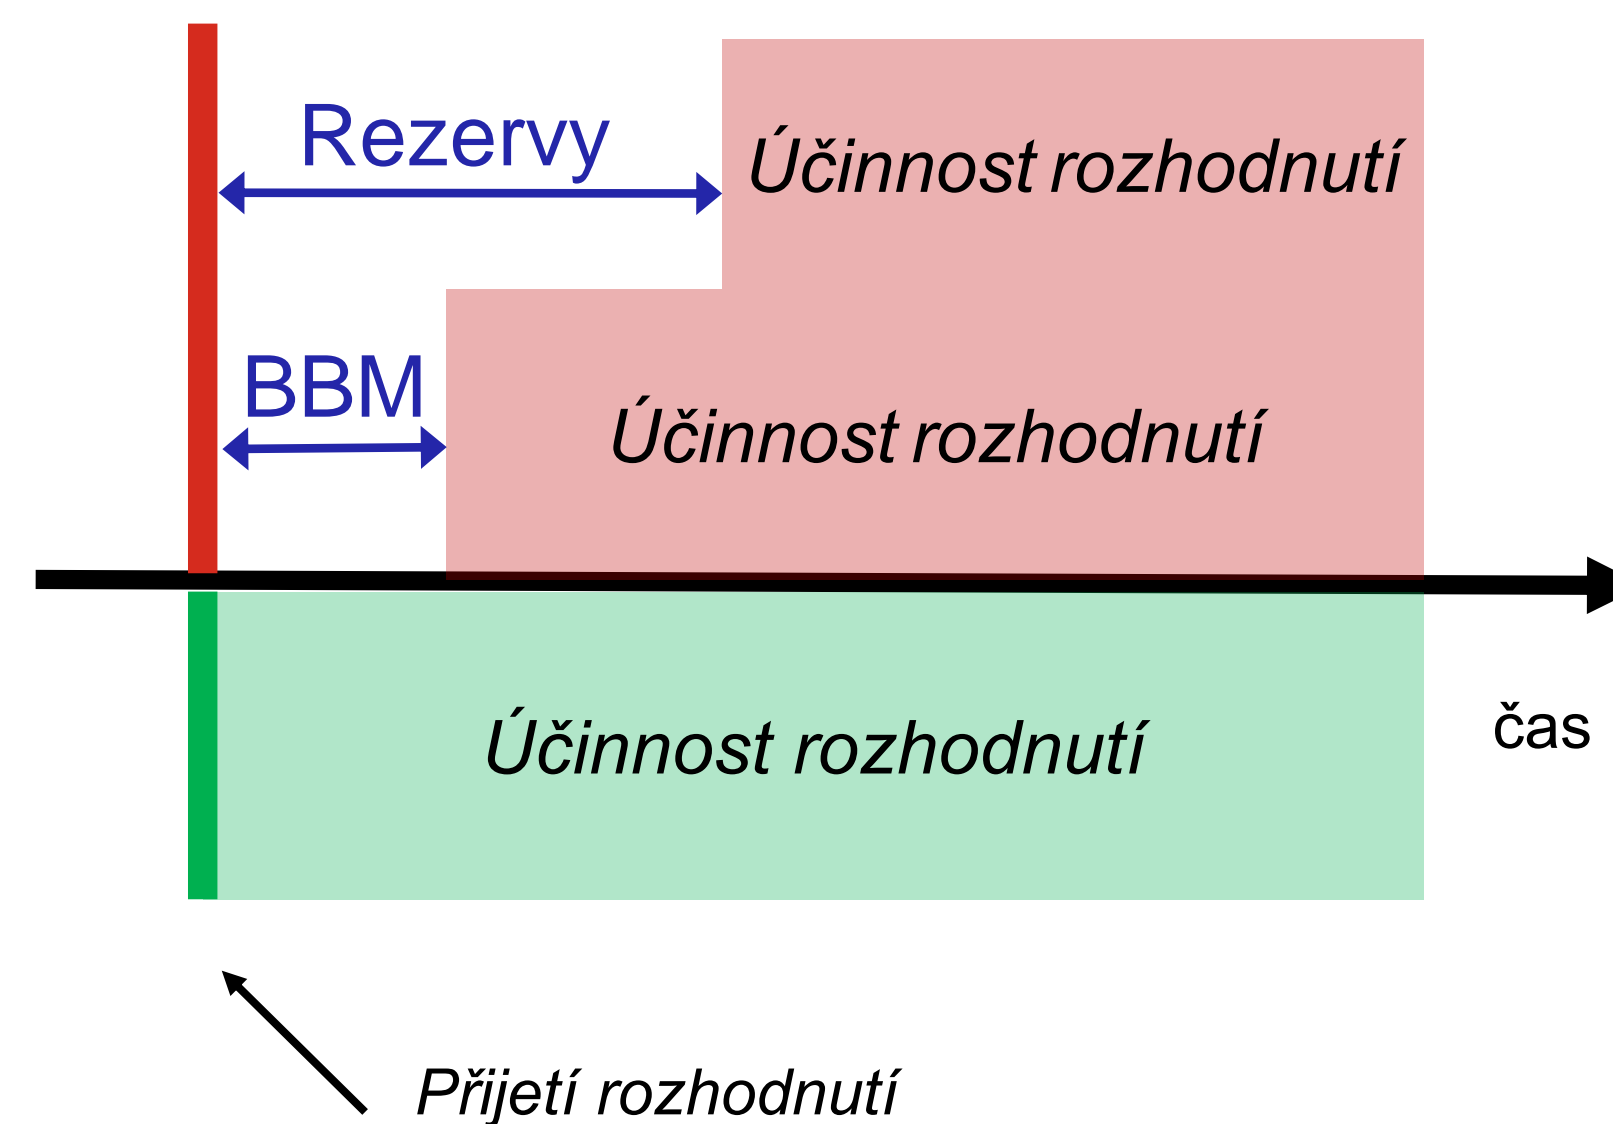 Rezervy
Účinnost rozhodnutí
BBM
Účinnost rozhodnutí
Účinnost rozhodnutí
čas
Přijetí rozhodnutí